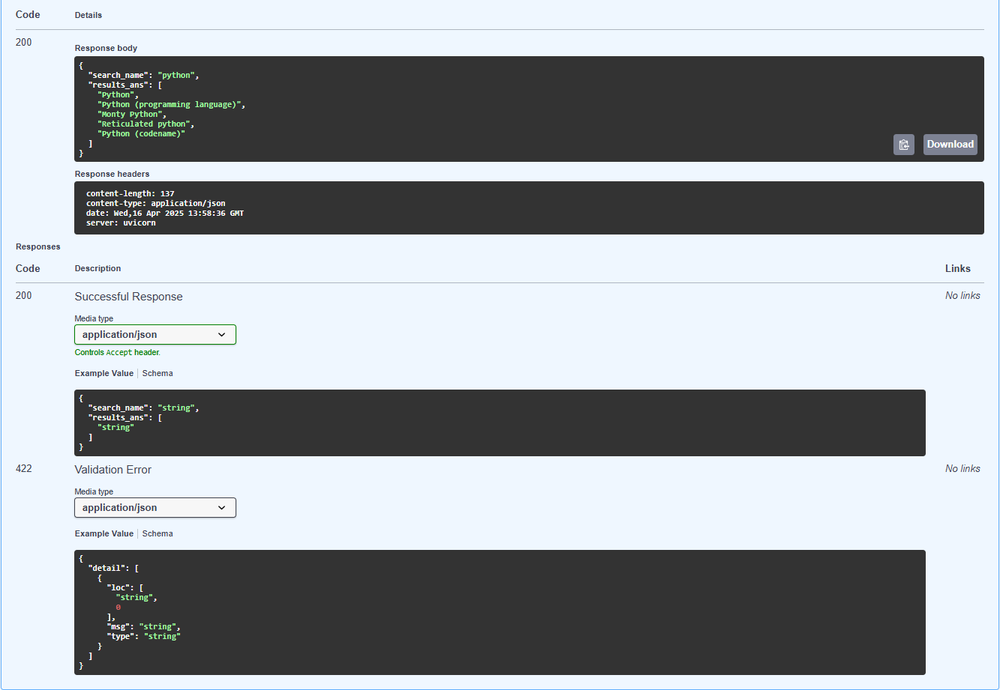 Code Details
200
Response body
{
  "search_name": "python",
  "results_ans": [
    "Python",
    "Python (programming language)",
    "Monty Python",
    "Reticulated python",
    "Python (codename)"
  ]
}
Download
Response headers
content-length: 137
content-type: application/json
date: Wed,16 Apr 2025 13:58:36 GMT
server: uvicorn
Responses
Code Description Links
200 Successful Response No links
Media type
application/json
Controls Accept header.
Example Value Schema
{
  "search_name": "string",
  "results_ans": [
    "string"
  ]
}
422 Validation Error No links
Media type
application/json
Example Value Schema
{
  "detail": [
    {
      "loc": [
        "string",
        0
      ],
      "msg": "string",
      "type": "string"
    }
  ]
}